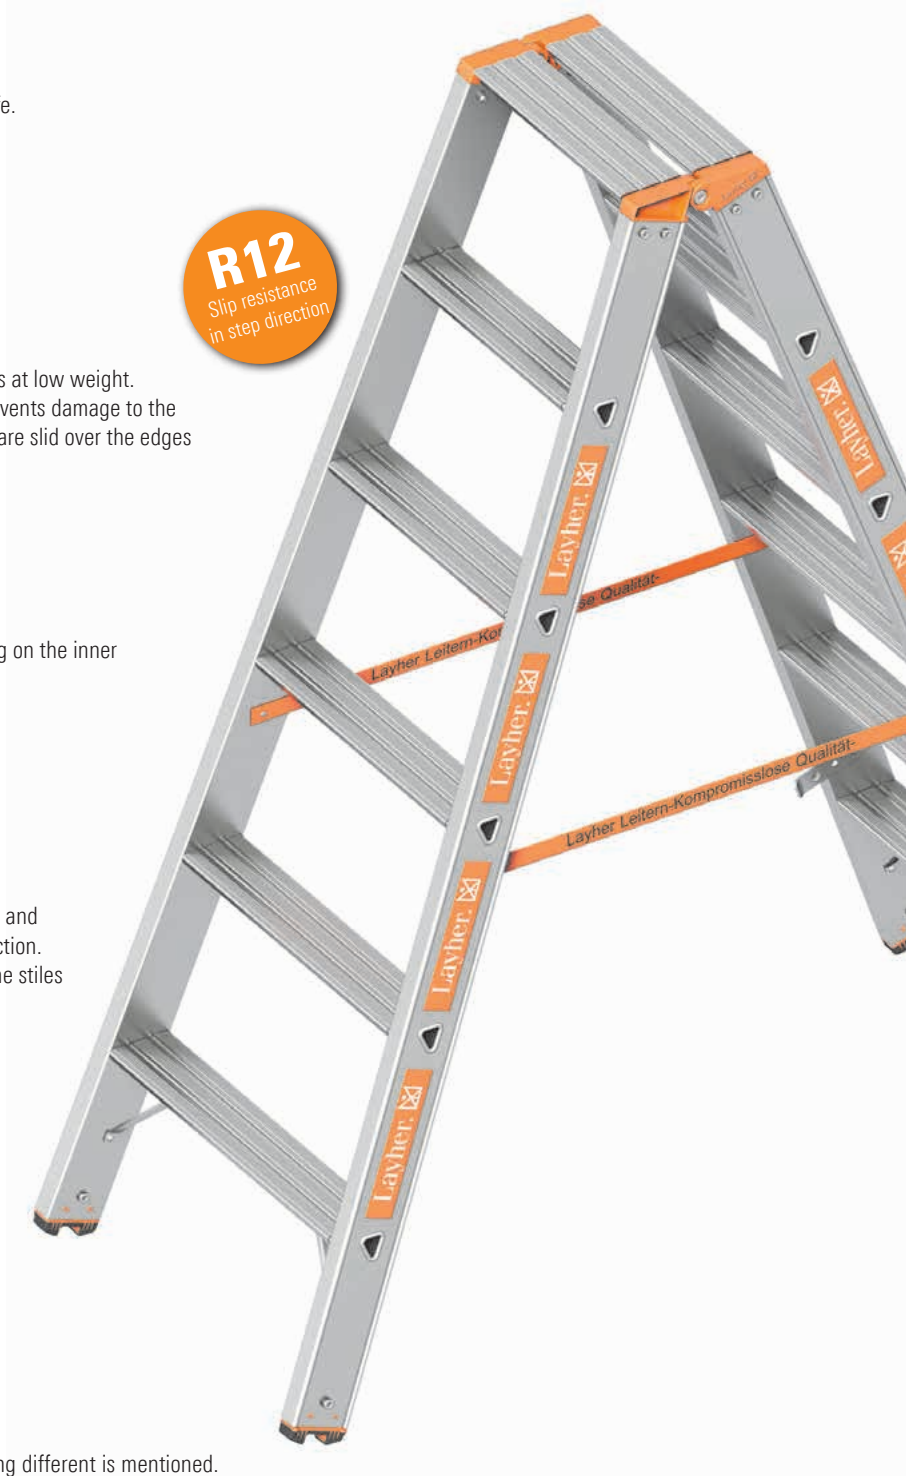 e.
R12
Slip resistance
in step direction
s at low weight.
vents damage to the
are slid over the edges
g on the inner
and
ction.
e stiles
ng different is mentioned.
Layher.
Layher.
Layher.
Layher.
Layher.
Layher Leitern-Kom se Qualität-
Layher Leitern-Kompromisslose Qualität-